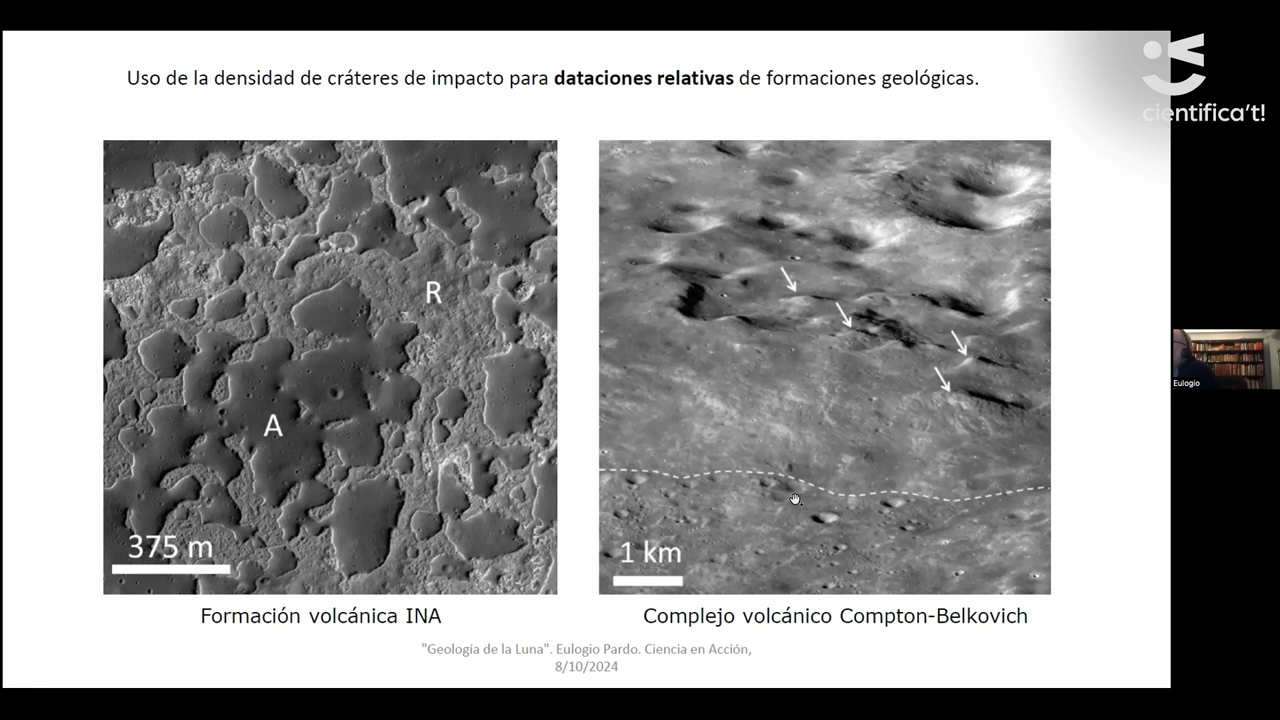 Uso de la densidad de cráteres de impacto para dataciones relativas de formaciones geológicas.
cientifica't!
R
A
375 m
1 km
Formación volcánica INA
Complejo volcánico Compton-Belkovich
"Geología de la Luna". Eulogio Pardo. Ciencia en Acción,
8/10/2024
Eulogio